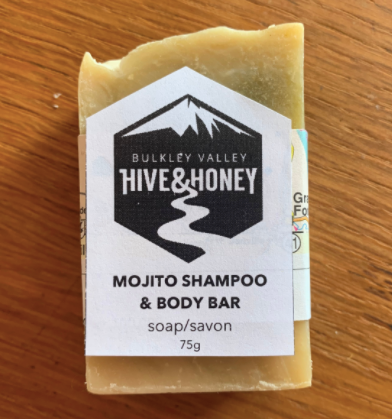 BULKLEY VALLEY
HIVE&HONEY
MOJITO SHAMPOO
& BODY BAR
soap/savon
75g